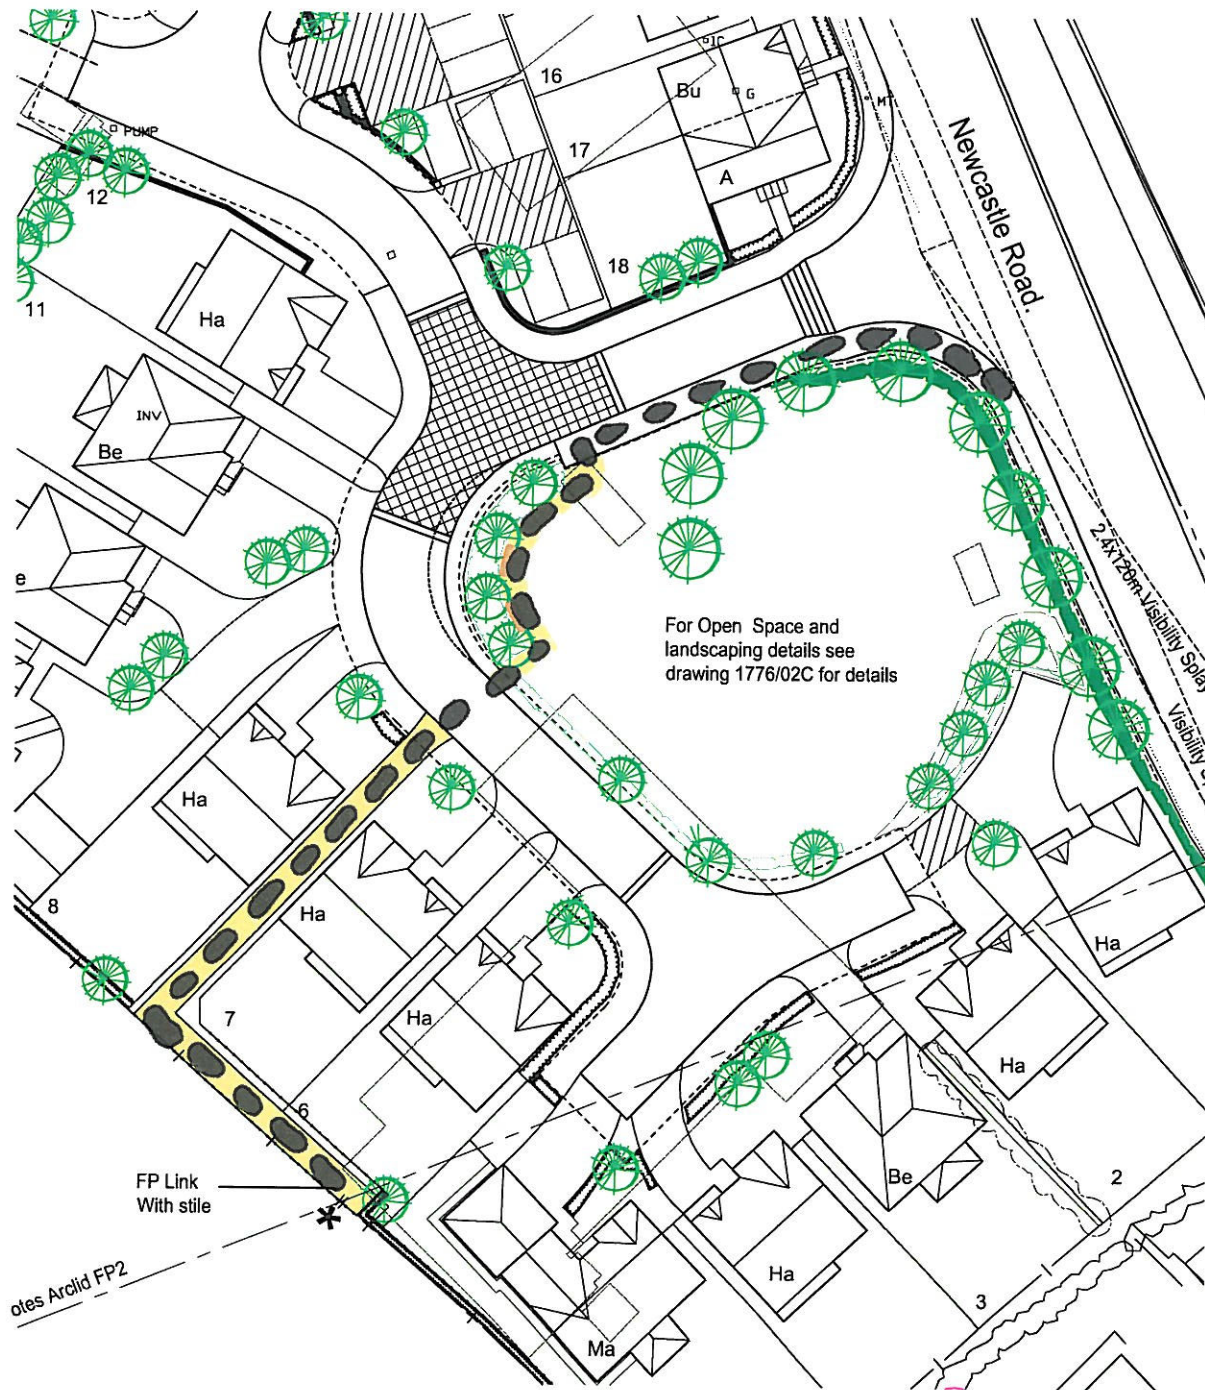 16
IC
Bu
G
M
PUMP
Newcastle Road.
17
12
A
18
11
Ha
INV
Be
e
2.4x120m Visibility Splay
For Open Space and
landscaping details see
drawing 1776/02C for details
Visibility
Ha
8
Ha
Ha
Ha
7
Ha
6
FP Link
With stile
Be
2
otes Arclid FP2
Ha
3
Ma